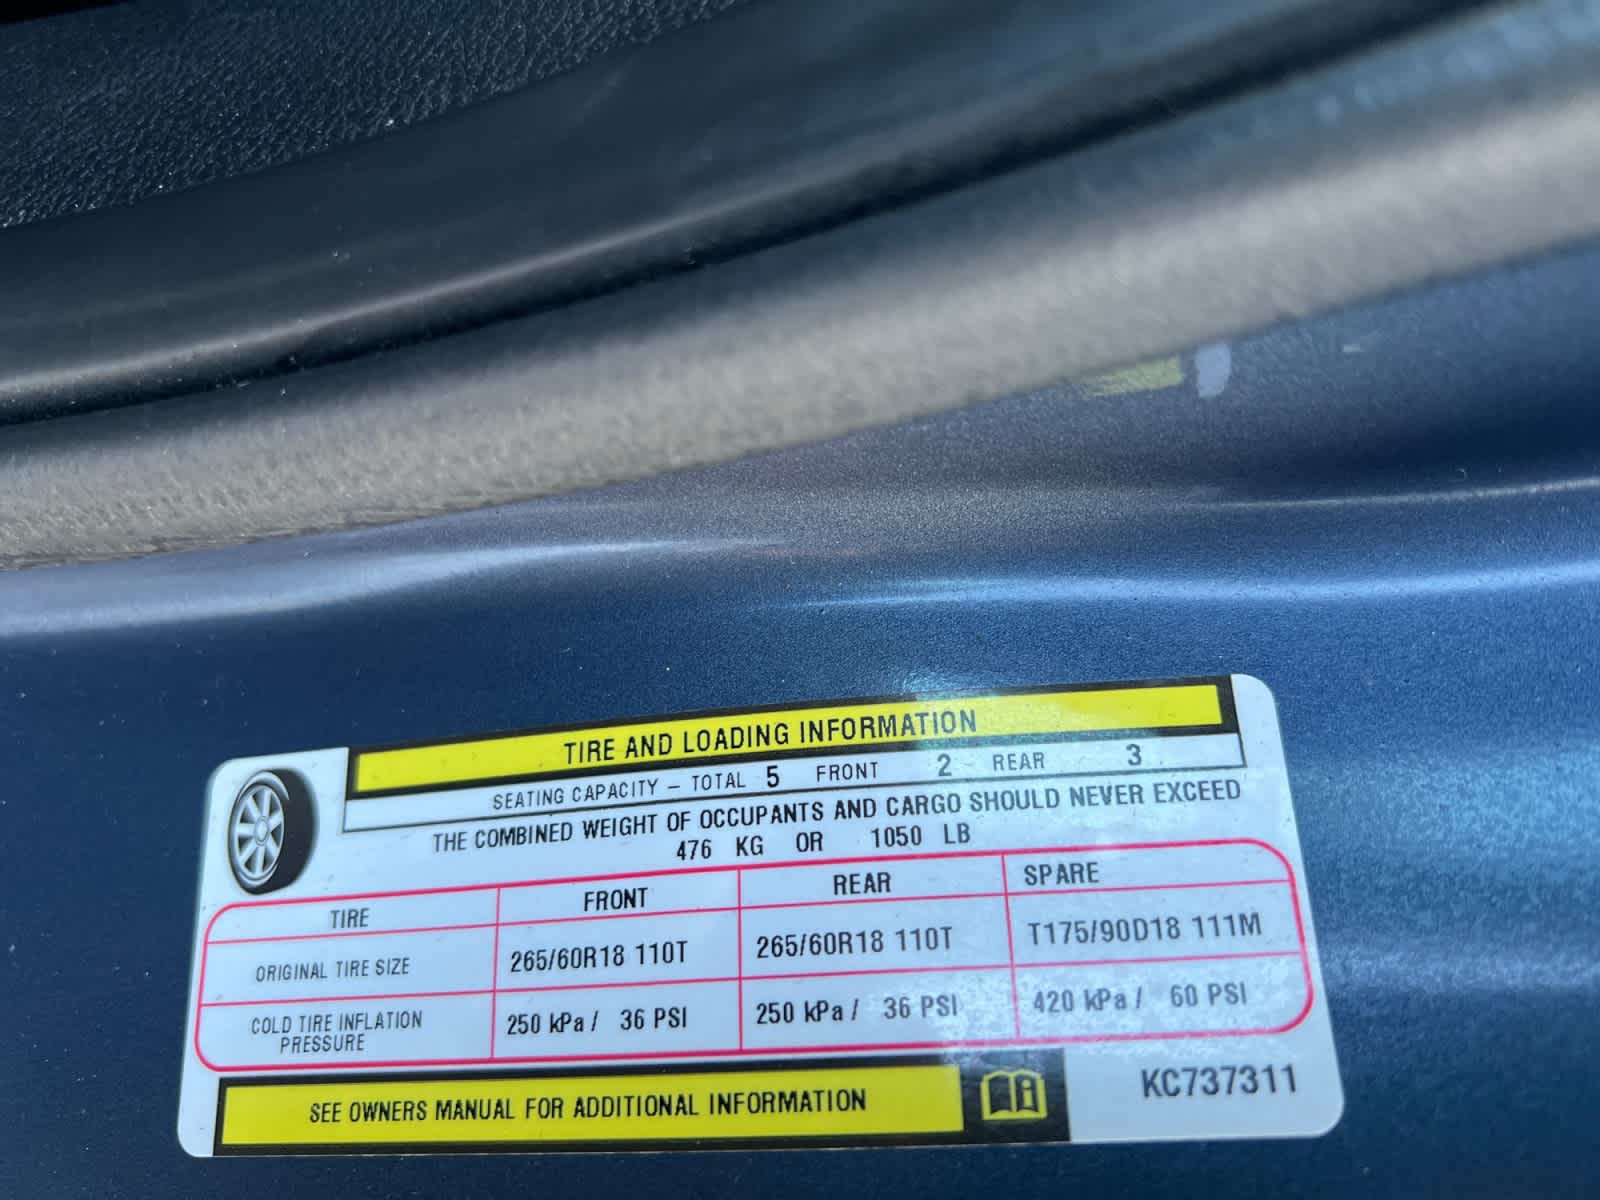 TIRE AND LOADING INFORMATION
SEATING CAPACITY – TOTAL 5 FRONT 2 REAR 3
THE COMBINED WEIGHT OF OCCUPANTS AND CARGO SHOULD NEVER EXCEED
476 KG OR 1050 LB
TIRE FRONT REAR SPARE
ORIGINAL TIRE SIZE 265/60R18 110T 265/60R18 110T T175/90D18 111M
COLD TIRE INFLATION
PRESSURE 250 kPa / 36 PSI 250 kPa / 36 PSI 420 kPa / 60 PSI
SEE OWNERS MANUAL FOR ADDITIONAL INFORMATION
KC737311